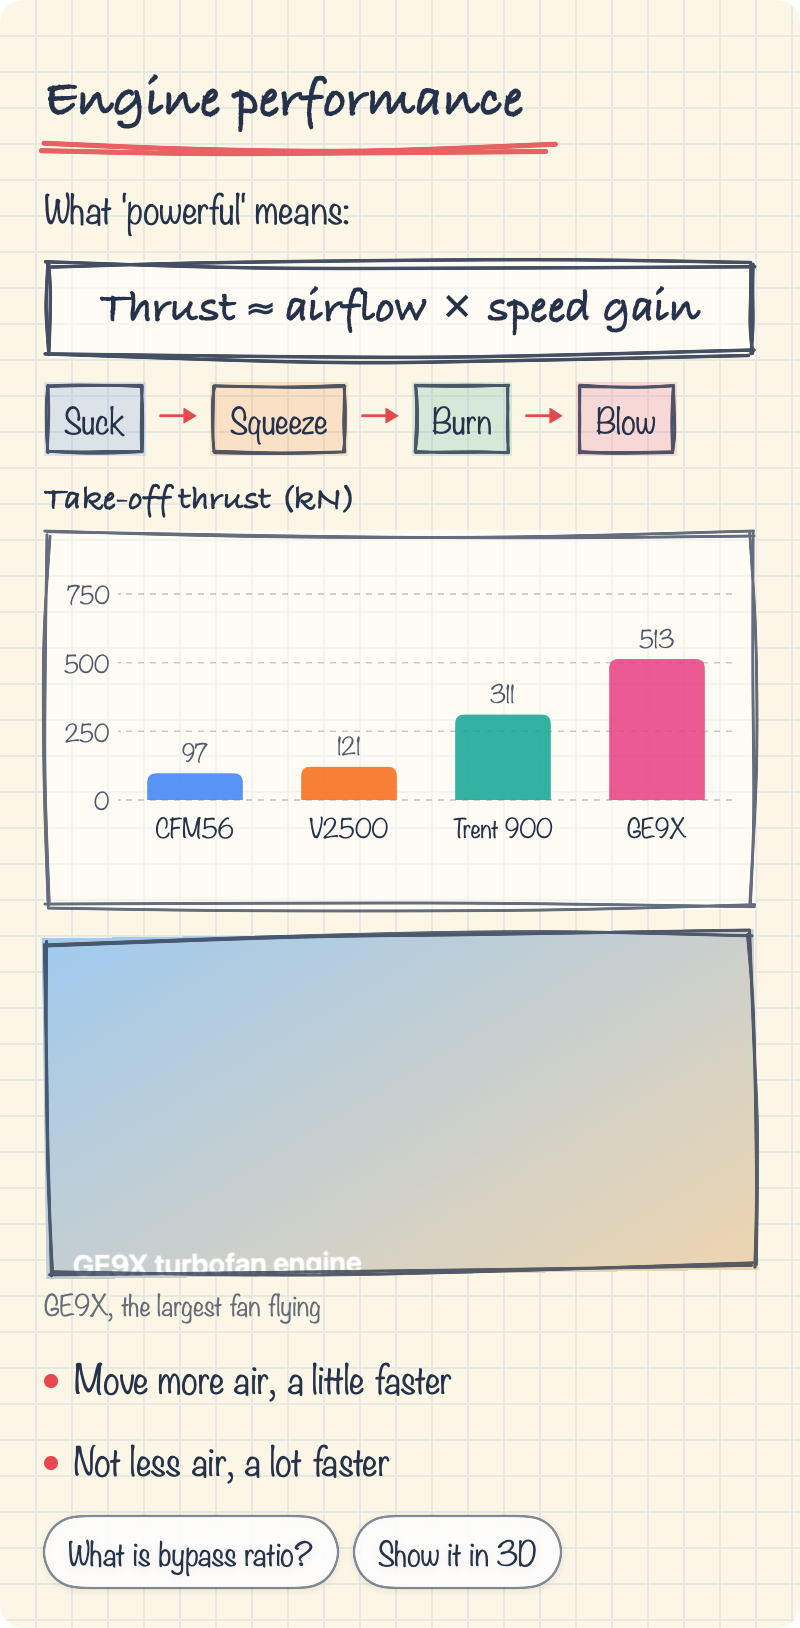 Engine performance
What 'powerful' means:
Thrust ≈ airflow × speed gain
Suck → Squeeze → Burn → Blow
Take-off thrust (kN)
750
500
250
0
97
121
311
513
CFM56
V2500
Trent 900
GE9X
GE9X turbofan engine
GE9X, the largest fan flying
• Move more air, a little faster
• Not less air, a lot faster
What is bypass ratio?
Show it in 3D